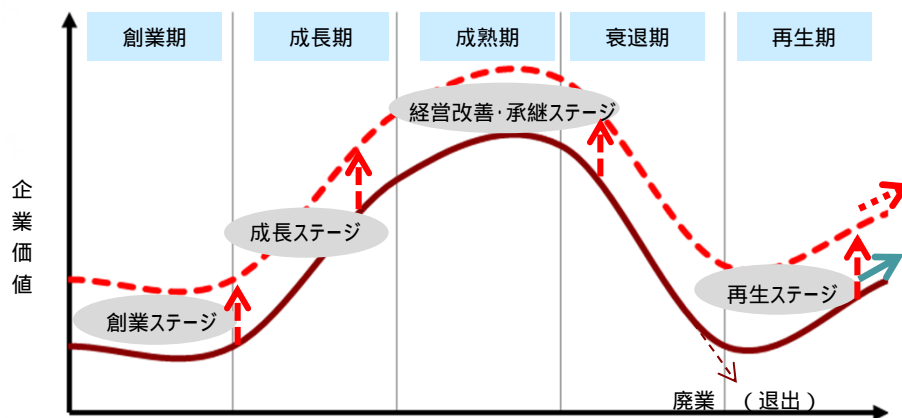 創業期
成長期
成熟期
衰退期
再生期
経営改善・承継ステージ
企業価値
成長ステージ
再生ステージ
創業ステージ
廃業 (退出)